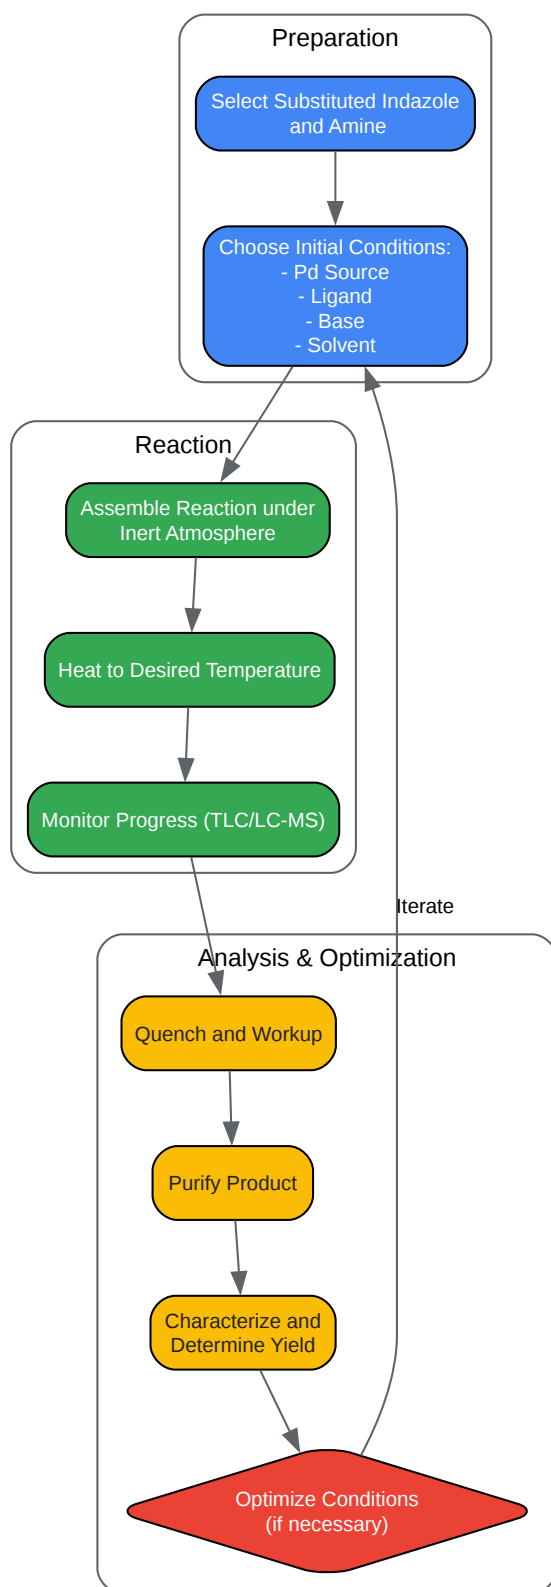 Preparation
Select Substituted Indazole
and Amine
Choose Initial Conditions:
- Pd Source
- Ligand
- Base
- Solvent
Reaction
Assemble Reaction under
Inert Atmosphere
Heat to Desired Temperature
Monitor Progress (TLC/LC-MS)
Iterate
Analysis & Optimization
Quench and Workup
Purify Product
Characterize and
Determine Yield
Optimize Conditions
(if necessary)